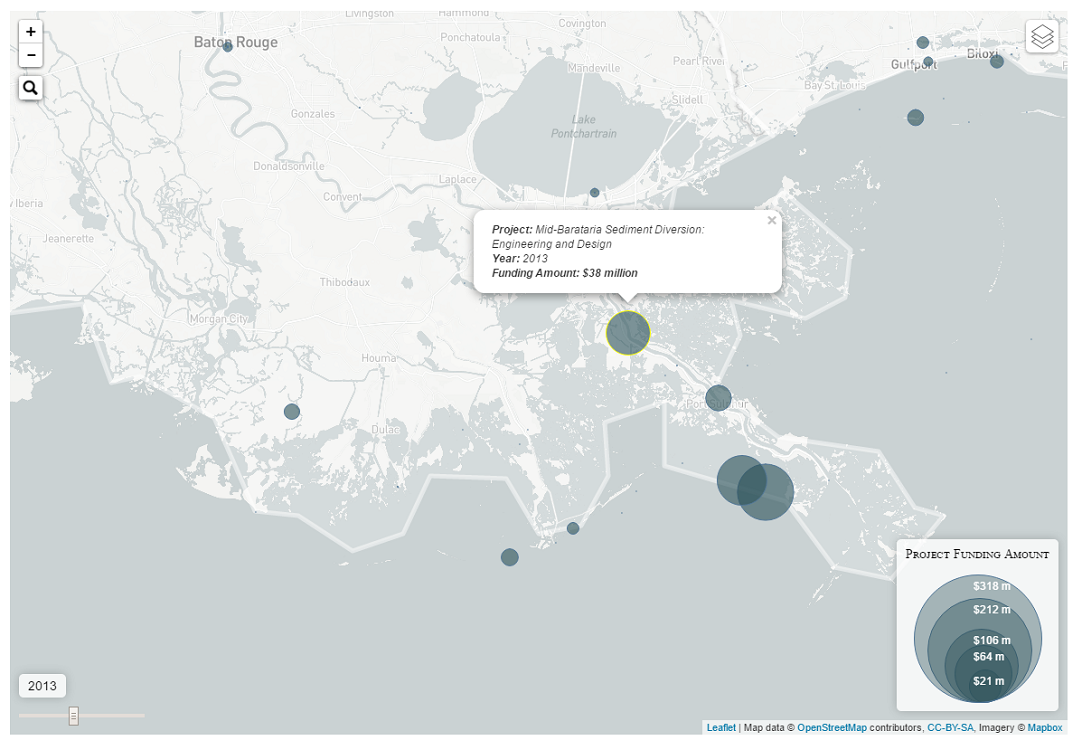 +
−
Livingston
Hammond
Covington
Baton Rouge
Ponchatoula
Biloxi
Mandeville
Pearl River
Gulfport
Bay St. Louis
Slidell
Gonzales
Lake
Pontchartrain
Donaldsonville
Laplace
Convent
Iberia
Jeanerette
×
Project: Mid-Barataria Sediment Diversion:
Engineering and Design
Year: 2013
Funding Amount: $38 million
Thibodaux
Morgan City
Houma
Port Sulphur
Dulac
PROJECT FUNDING AMOUNT
$318 m
$212 m
$106 m
$64 m
$21 m
2013
Leaflet | Map data © OpenStreetMap contributors, CC-BY-SA, Imagery © Mapbox